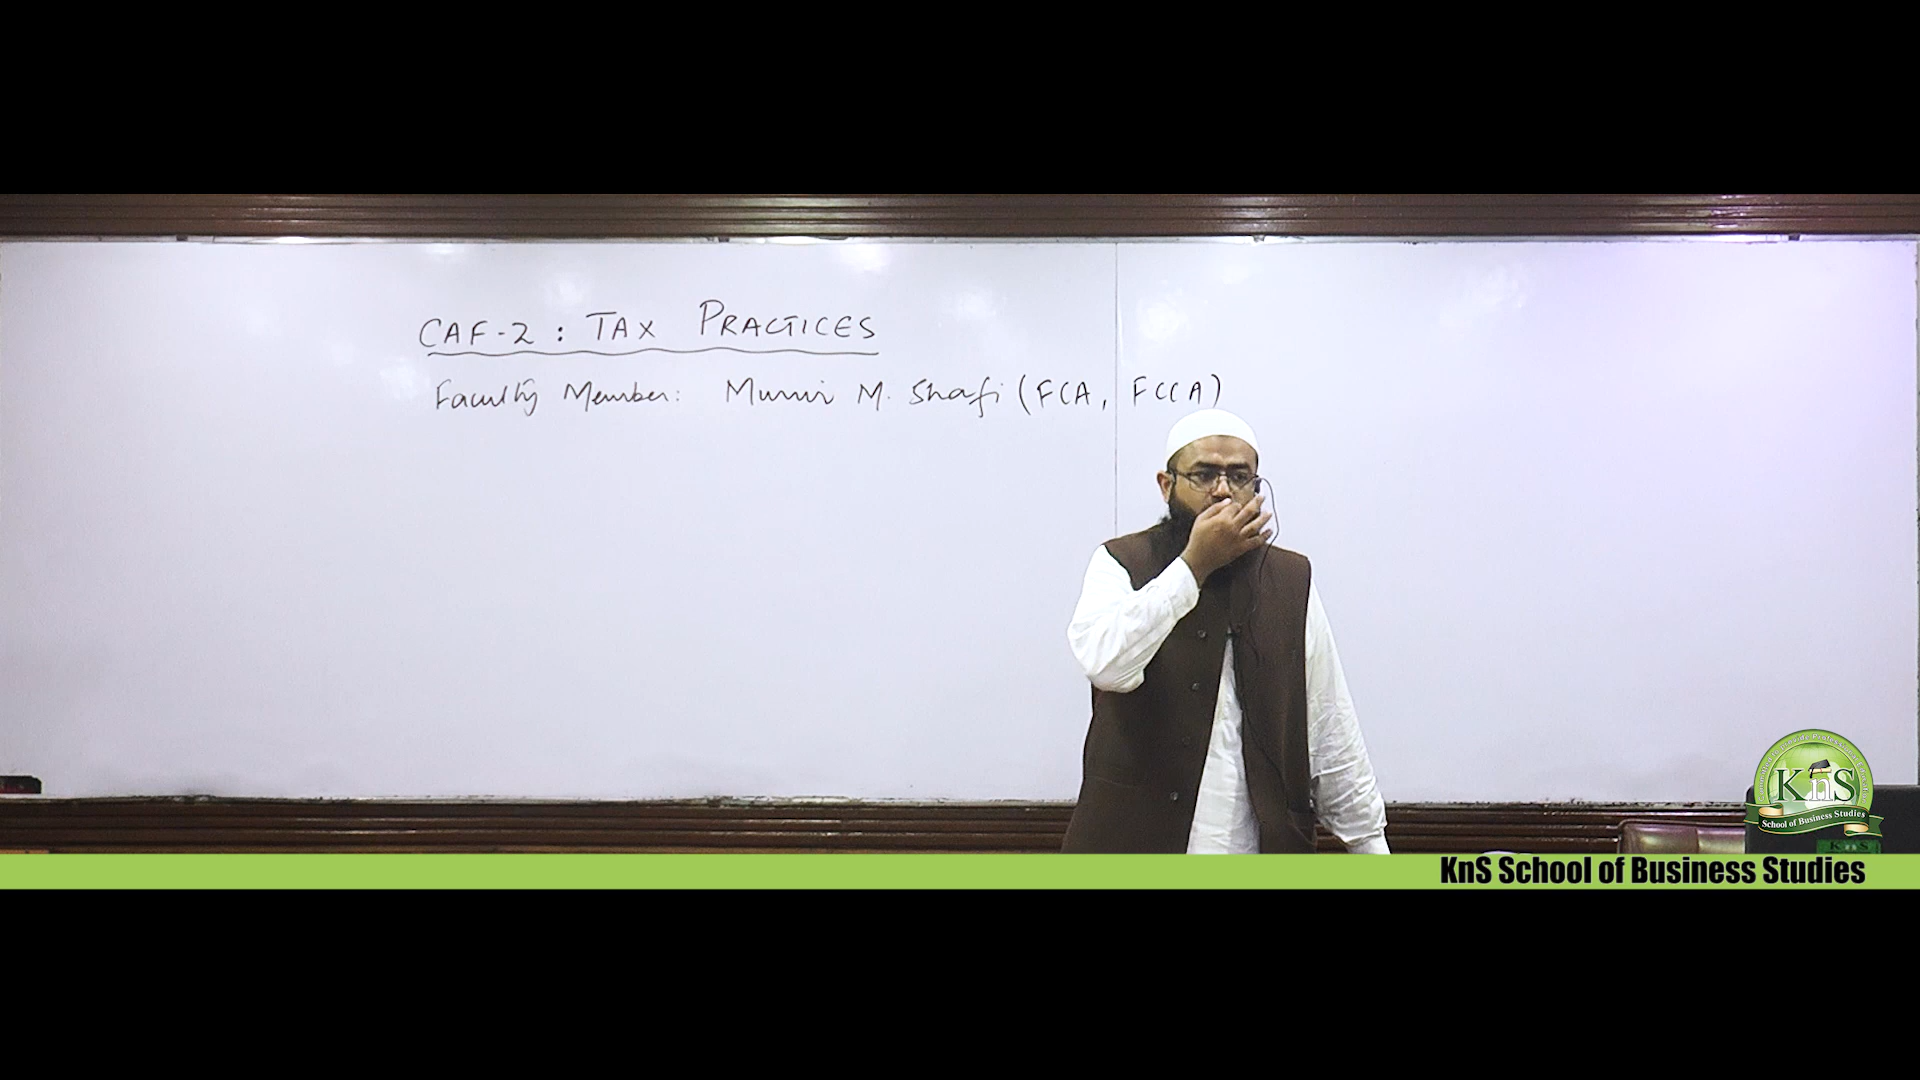 CAF-2 : TAX PRACTICES
Faculty Member: Munir M. Shafi (FCA, FCCA)
KnS
School of Business Studies
KnS
KnS School of Business Studies